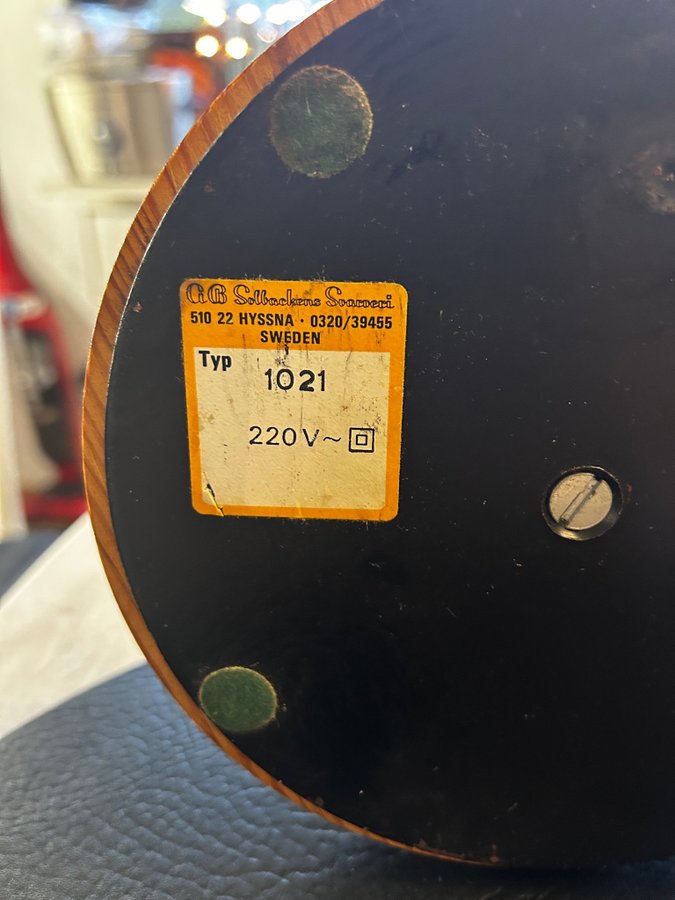 AB Solbackens Svarveri
510 22 HYSSNA · 0320/39455
SWEDEN
Typ
1021
220V~